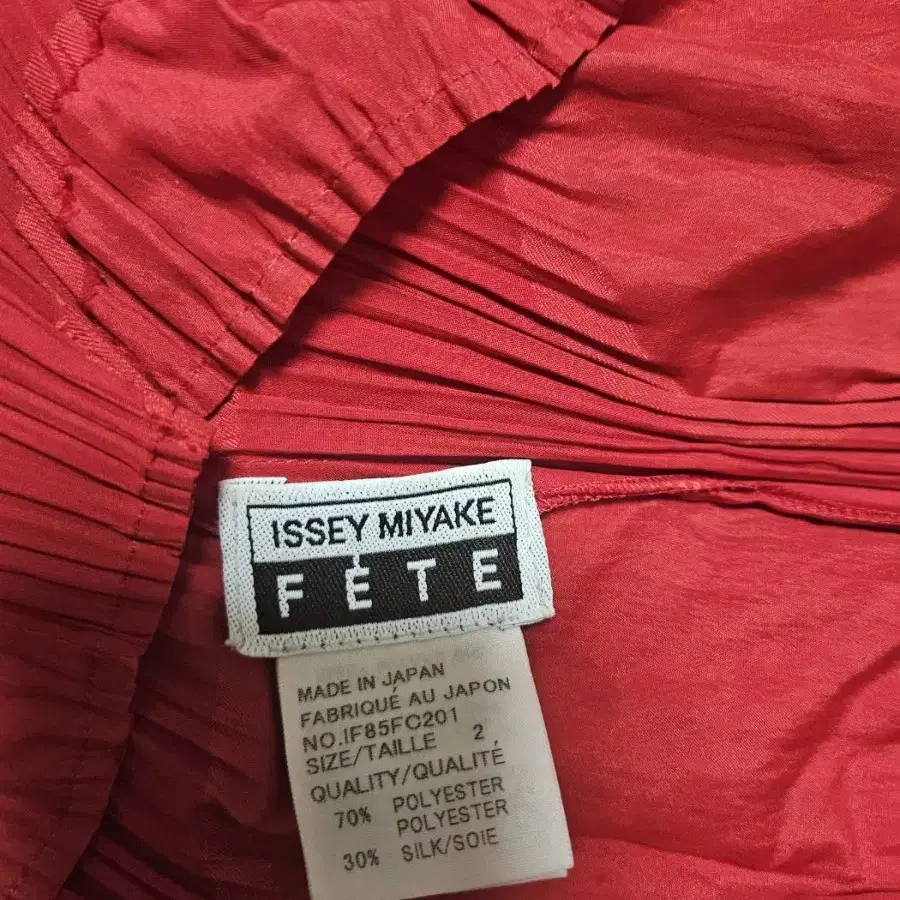 ISSEY MIYAKE
FÊTE
MADE IN JAPAN
FABRIQUÉ AU JAPON
NO.IF85FC201
SIZE/TAILLE 2
QUALITY/QUALITÉ
70% POLYESTER
POLYESTER
30% SILK/SOIE